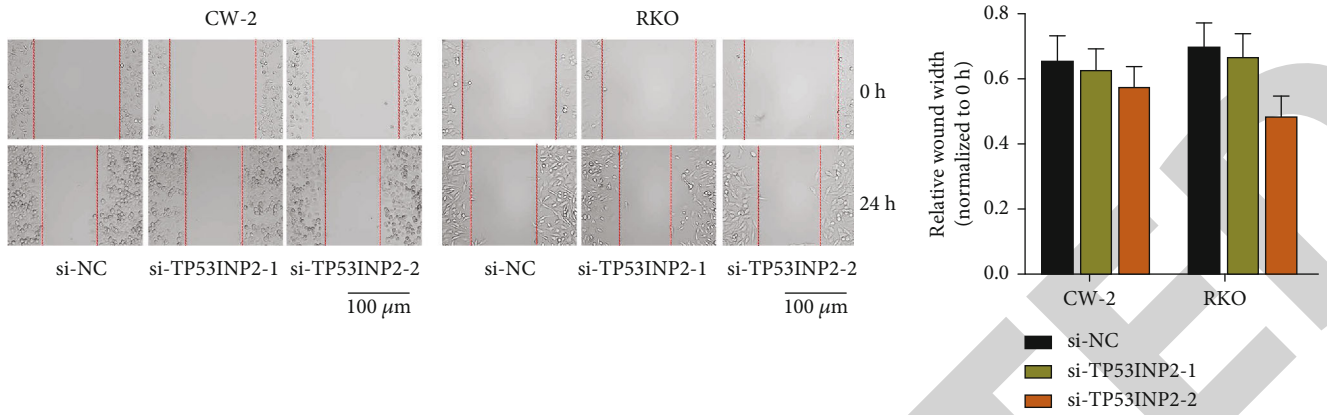 CW-2
RKO
0 h
24 h
si-NC
si-TP53INP2-1
si-TP53INP2-2
si-NC
si-TP53INP2-1
si-TP53INP2-2
100 μm
100 μm
Relative wound width
(normalized to 0 h)
0.8
0.6
0.4
0.2
0.0
CW-2
RKO
si-NC
si-TP53INP2-1
si-TP53INP2-2